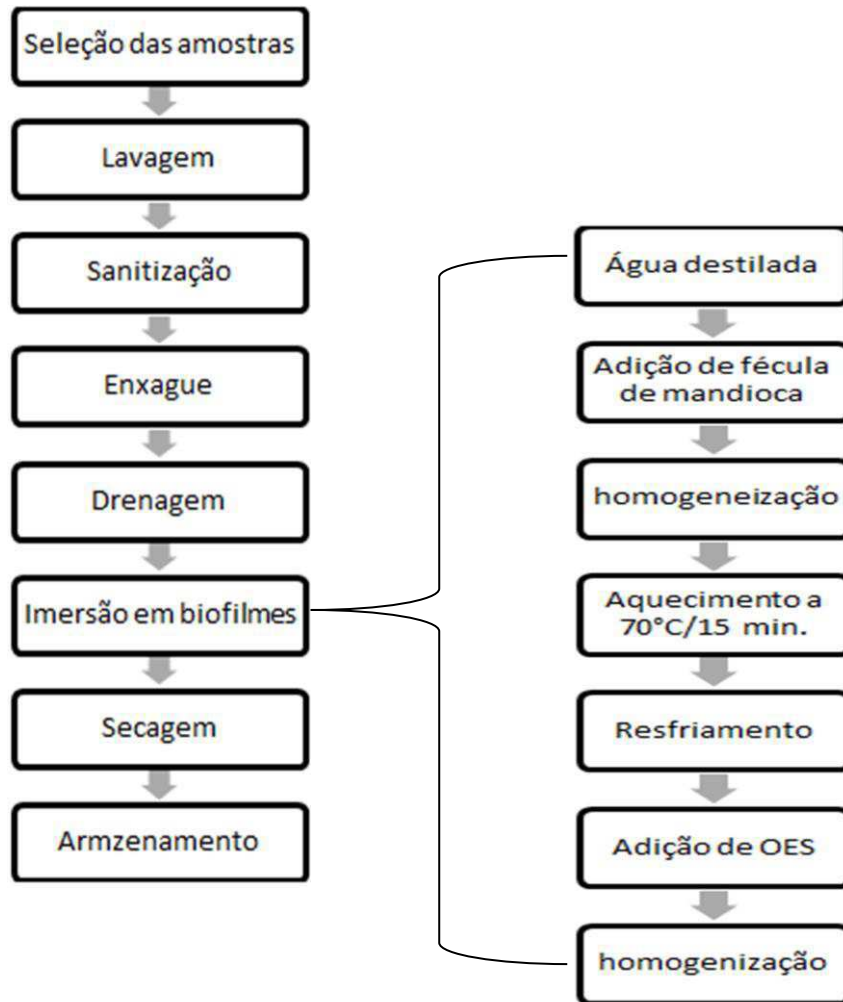 Seleção das amostras
Lavagem
Sanitização
Enxague
Drenagem
Imersão em biofilmes
Secagem
Armzenamento
Água destilada
Adição de fécula
de mandioca
homogeneização
Aquecimento a
70°C/15 min.
Resfriamento
Adição de OES
homogenização